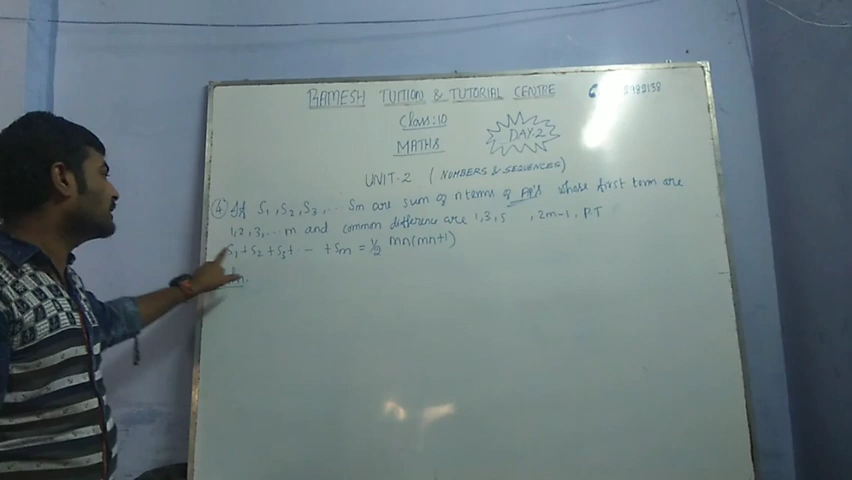 RAMESH TUITION & TUTORIAL CENTRE 2982138
Class:10
MATHS
DAY-2
UNIT-2 (NUMBERS & SEQUENCES)
4) If S1, S2, S3, ... Sm are sum of n terms of AP'S whose first term are
1,2,3,...m and common difference are 1,3,5 , 2m-1, P.T
S1+S2+S3+ - +Sm = 1/2 mn(mn+1)